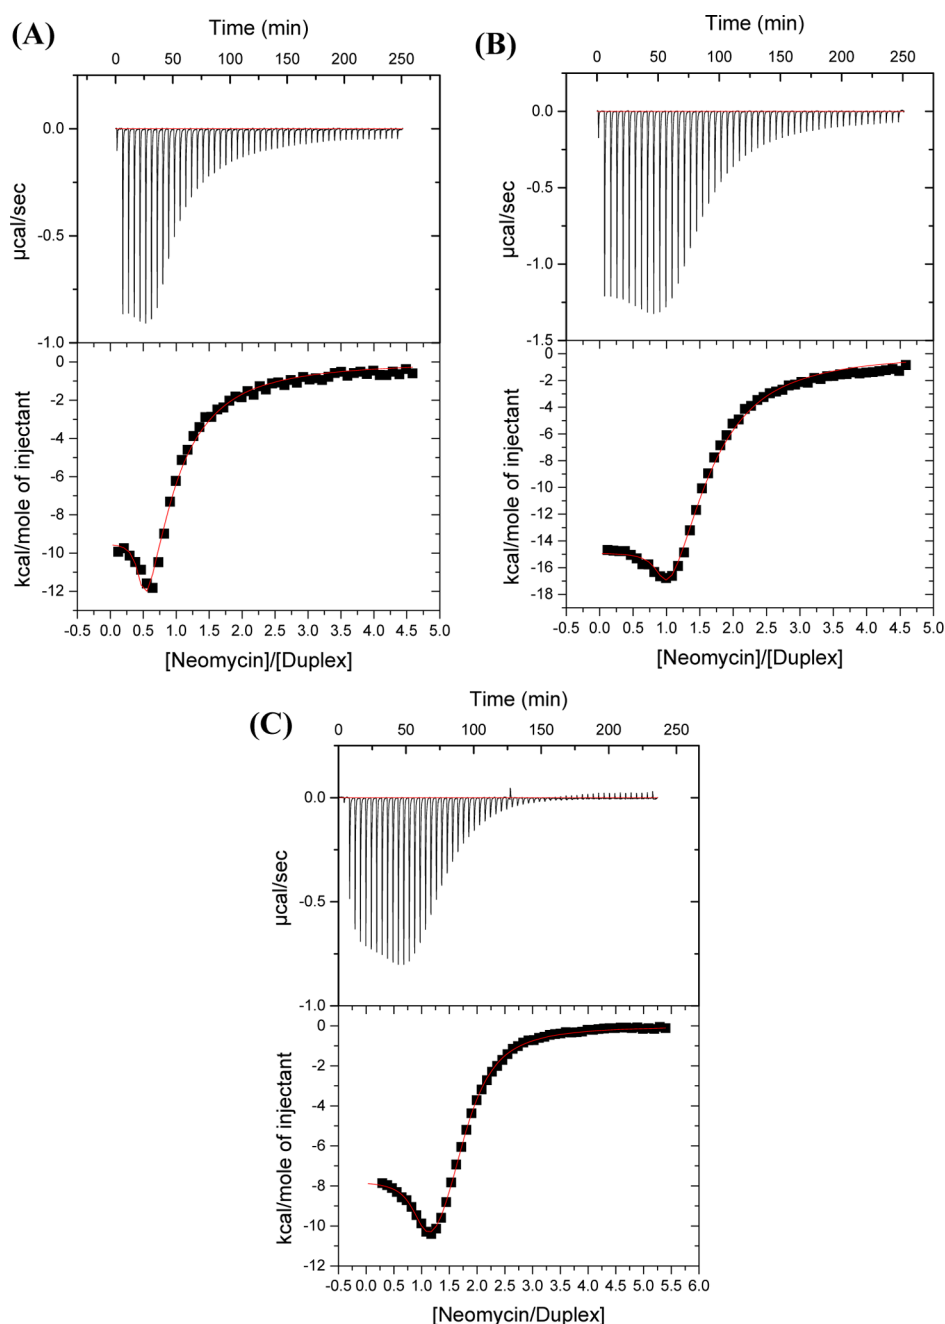 (A)
Time (min)
0 50 100 150 200 250
0.0
-0.5
-1.0
µcal/sec
0
-2
-4
-6
-8
-10
-12
kcal/mole of injectant
-0.5 0.0 0.5 1.0 1.5 2.0 2.5 3.0 3.5 4.0 4.5 5.0
[Neomycin]/[Duplex]
(B)
Time (min)
0 50 100 150 200 250
0.0
-0.5
-1.0
-1.5
µcal/sec
0
-2
-4
-6
-8
-10
-12
-14
-16
-18
kcal/mole of injectant
-0.5 0.0 0.5 1.0 1.5 2.0 2.5 3.0 3.5 4.0 4.5 5.0
[Neomycin]/[Duplex]
(C)
Time (min)
0 50 100 150 200 250
0.0
-0.5
-1.0
µcal/sec
0
-2
-4
-6
-8
-10
-12
kcal/mole of injectant
-0.5 0.0 0.5 1.0 1.5 2.0 2.5 3.0 3.5 4.0 4.5 5.0 5.5 6.0
[Neomycin/Duplex]